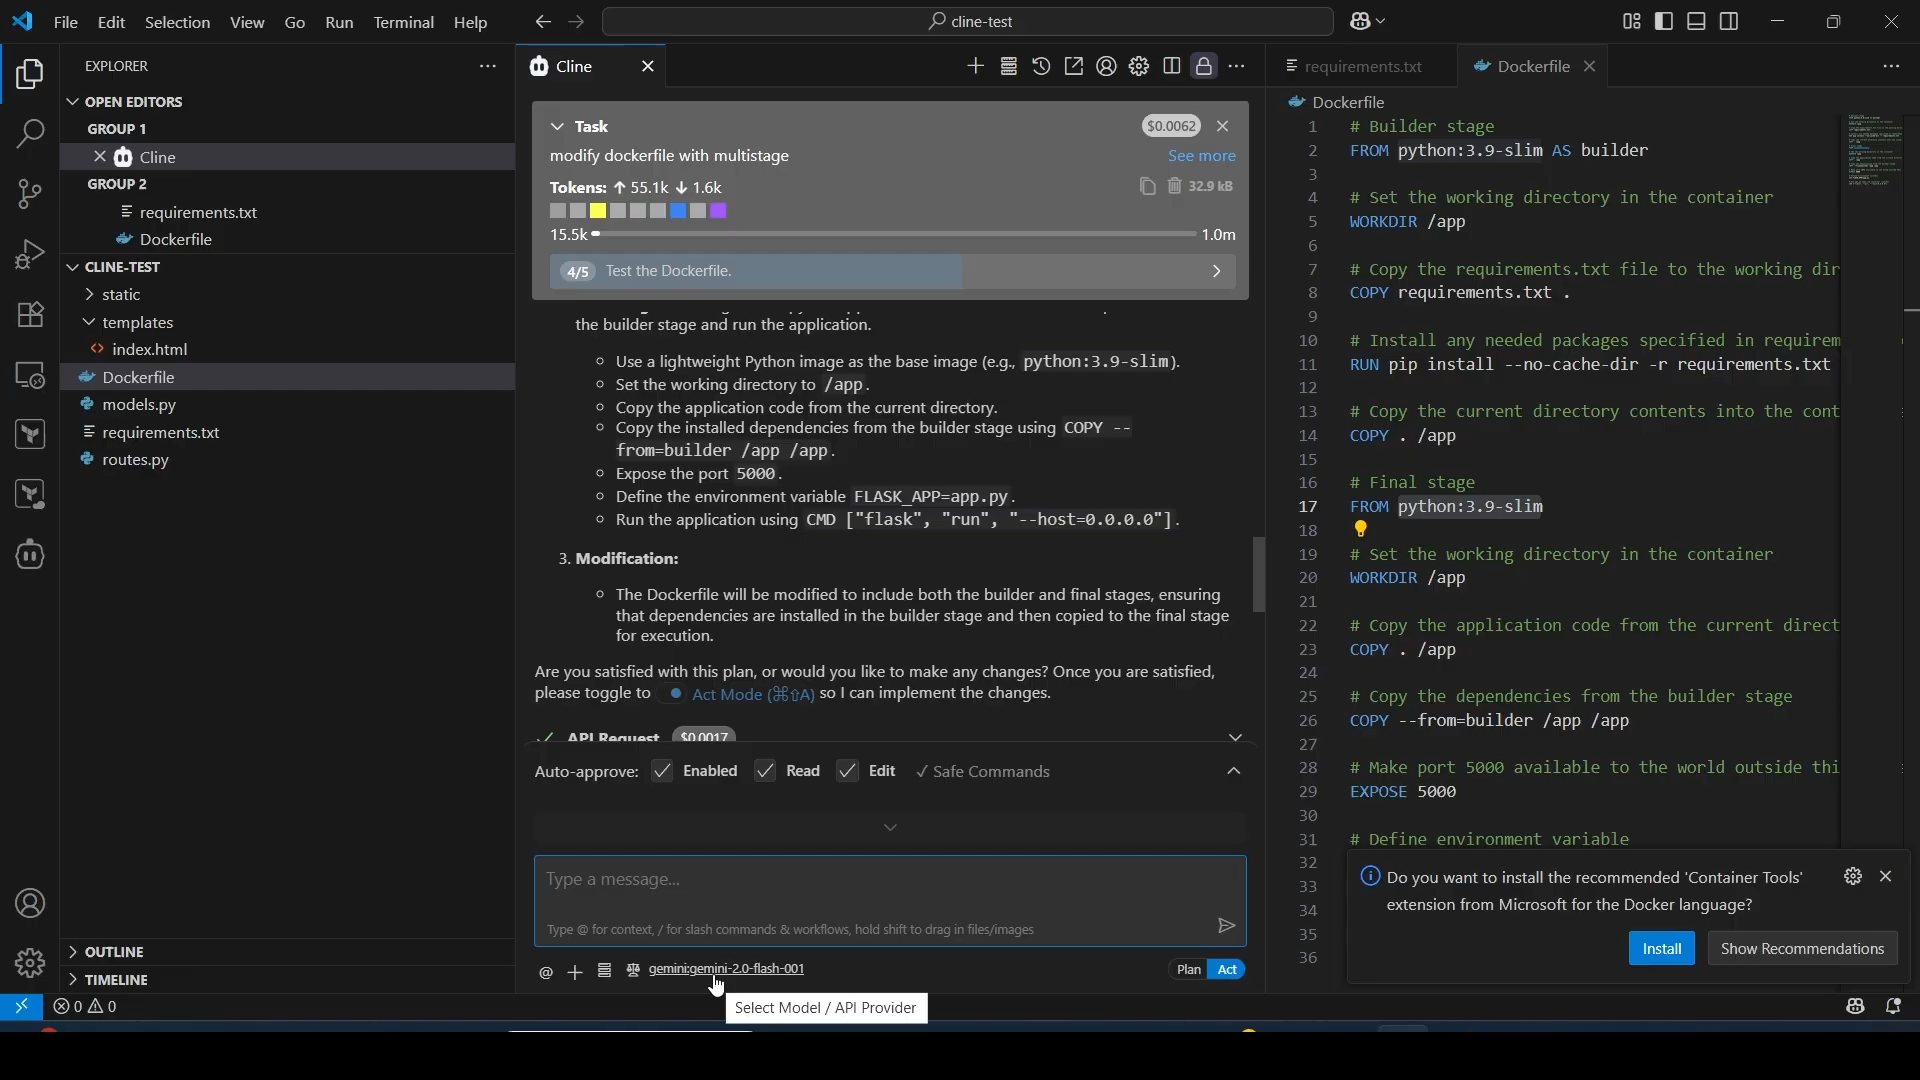 File Edit Selection View Go Run Terminal Help
cline-test
EXPLORER
OPEN EDITORS
GROUP 1
Cline
GROUP 2
requirements.txt
Dockerfile
CLINE-TEST
static
templates
index.html
Dockerfile
models.py
requirements.txt
routes.py
OUTLINE
TIMELINE
Cline
Task
$0.0062
modify dockerfile with multistage
See more
Tokens: ↑ 55.1k ↓ 1.6k
32.9 kB
15.5k
1.0m
4/5 Test the Dockerfile.
the builder stage and run the application.
Use a lightweight Python image as the base image (e.g., python:3.9-slim).
Set the working directory to /app.
Copy the application code from the current directory.
Copy the installed dependencies from the builder stage using COPY --
from=builder /app /app.
Expose the port 5000.
Define the environment variable FLASK_APP=app.py.
Run the application using CMD ["flask", "run", "--host=0.0.0.0"].
3. Modification:
The Dockerfile will be modified to include both the builder and final stages, ensuring
that dependencies are installed in the builder stage and then copied to the final stage
for execution.
Are you satisfied with this plan, or would you like to make any changes? Once you are satisfied,
please toggle to Act Mode (⌘⇧A) so I can implement the changes.
API Request $0.0017
Auto-approve: Enabled Read Edit ✓ Safe Commands
Type a message...
Type @ for context, / for slash commands & workflows, hold shift to drag in files/images
@ gemini:gemini-2.0-flash-001
Plan Act
Select Model / API Provider
requirements.txt
Dockerfile
Dockerfile
1 # Builder stage
2 FROM python:3.9-slim AS builder
3
4 # Set the working directory in the container
5 WORKDIR /app
6
7 # Copy the requirements.txt file to the working dir
8 COPY requirements.txt .
9
10 # Install any needed packages specified in requirem
11 RUN pip install --no-cache-dir -r requirements.txt
12
13 # Copy the current directory contents into the cont
14 COPY . /app
15
16 # Final stage
17 FROM python:3.9-slim
18
19 # Set the working directory in the container
20 WORKDIR /app
21
22 # Copy the application code from the current direct
23 COPY . /app
24
25 # Copy the dependencies from the builder stage
26 COPY --from=builder /app /app
27
28 # Make port 5000 available to the world outside thi
29 EXPOSE 5000
30
31 # Define environment variable
32
33
34
35
36
Do you want to install the recommended 'Container Tools'
extension from Microsoft for the Docker language?
Install
Show Recommendations
0 0